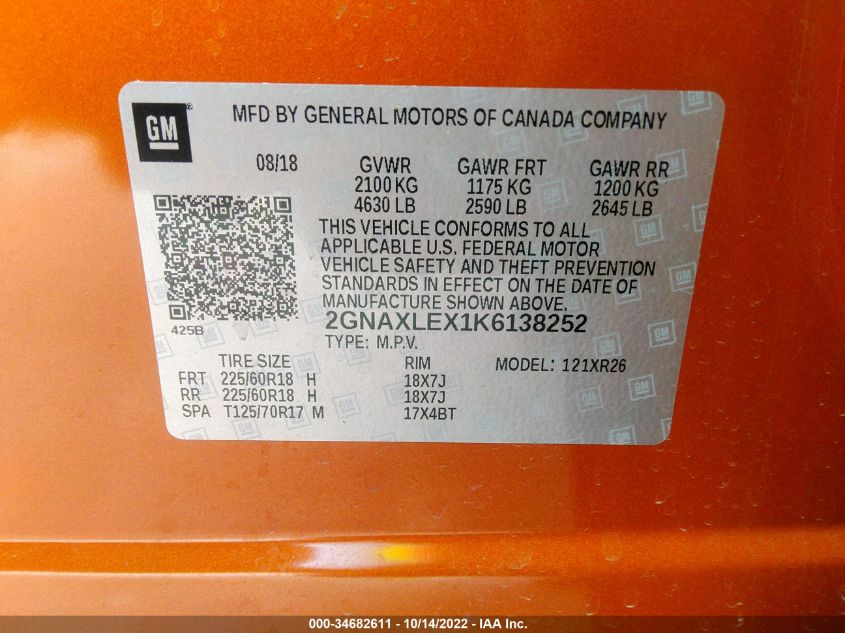 GM ®
MFD BY GENERAL MOTORS OF CANADA COMPANY
08/18 GVWR GAWR FRT GAWR RR
2100 KG 1175 KG 1200 KG
4630 LB 2590 LB 2645 LB
THIS VEHICLE CONFORMS TO ALL
APPLICABLE U.S. FEDERAL MOTOR
VEHICLE SAFETY AND THEFT PREVENTION
STANDARDS IN EFFECT ON THE DATE OF
MANUFACTURE SHOWN ABOVE.
425B
2GNAXLEX1K6138252
TYPE: M.P.V.
TIRE SIZE RIM MODEL: 121XR26
FRT 225/60R18 H 18X7J
RR 225/60R18 H 18X7J
SPA T125/70R17 M 17X4BT
000-34682611 - 10/14/2022 - IAA Inc.